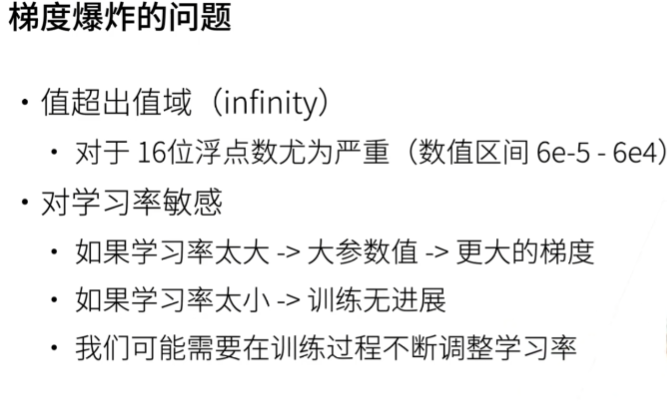 梯度爆炸的问题
• 值超出值域（infinity）
• 对于 16位浮点数尤为严重（数值区间 6e-5 - 6e4）
• 对学习率敏感
• 如果学习率太大 -> 大参数值 -> 更大的梯度
• 如果学习率太小 -> 训练无进展
• 我们可能需要在训练过程不断调整学习率